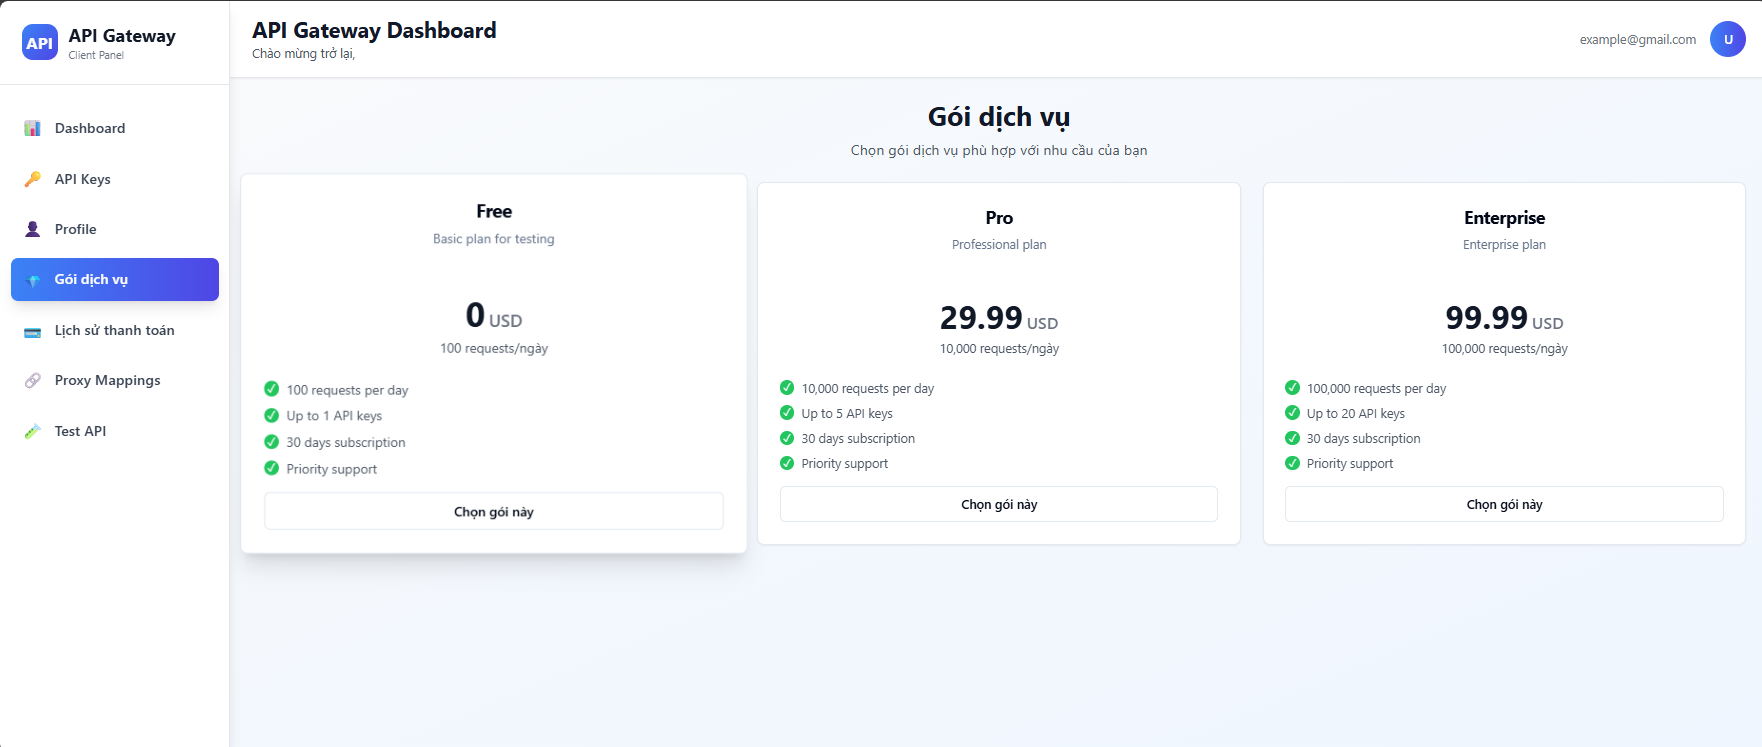 API
API Gateway
Client Panel
Dashboard
API Keys
Profile
Gói dịch vụ
Lịch sử thanh toán
Proxy Mappings
Test API
API Gateway Dashboard
Chào mừng trở lại,
example@gmail.com
U
Gói dịch vụ
Chọn gói dịch vụ phù hợp với nhu cầu của bạn
Free
Basic plan for testing
0 USD
100 requests/ngày
100 requests per day
Up to 1 API keys
30 days subscription
Priority support
Chọn gói này
Pro
Professional plan
29.99 USD
10,000 requests/ngày
10,000 requests per day
Up to 5 API keys
30 days subscription
Priority support
Chọn gói này
Enterprise
Enterprise plan
99.99 USD
100,000 requests/ngày
100,000 requests per day
Up to 20 API keys
30 days subscription
Priority support
Chọn gói này